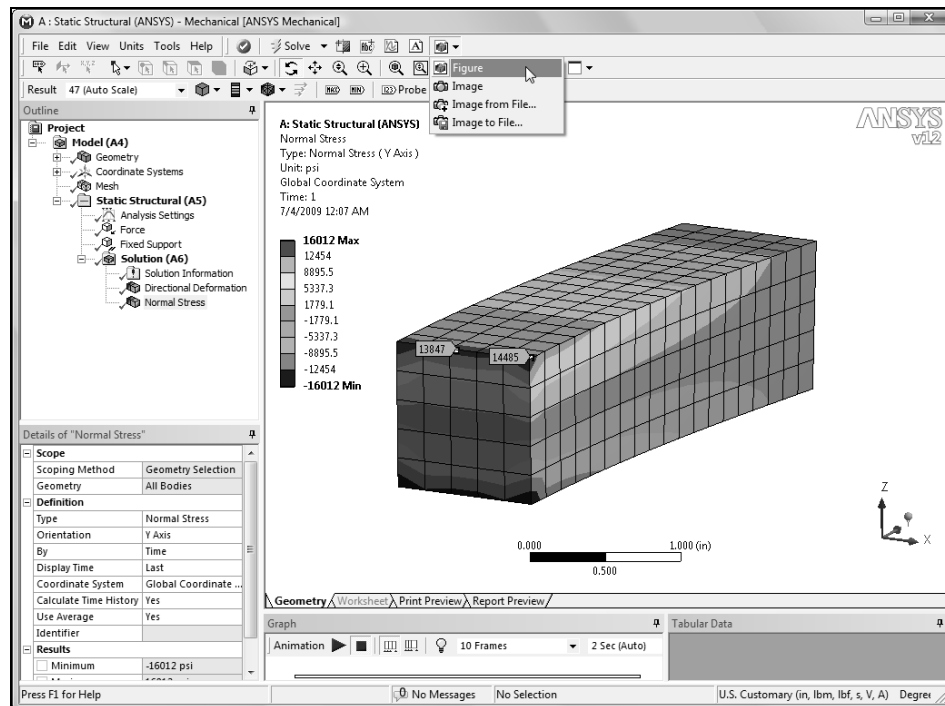 A : Static Structural (ANSYS) - Mechanical [ANSYS Mechanical]
File Edit View Units Tools Help Solve A
Figure
Image
Image from File...
Image to File...
Result 47 (Auto Scale) MAX MIN Probe
Outline
Project
Model (A4)
Geometry
Coordinate Systems
Mesh
Static Structural (A5)
Analysis Settings
Force
Fixed Support
Solution (A6)
Solution Information
Directional Deformation
Normal Stress
A: Static Structural (ANSYS)
Normal Stress
Type: Normal Stress ( Y Axis )
Unit: psi
Global Coordinate System
Time: 1
7/4/2009 12:07 AM
16012 Max
12454
8895.5
5337.3
1779.1
-1779.1
-5337.3
-8895.5
-12454
-16012 Min
ANSYS
v12
13847
14485
Z
X
0.000 1.000 (in)
0.500
Geometry Worksheet Print Preview Report Preview
Details of "Normal Stress"
Scope
Scoping Method Geometry Selection
Geometry All Bodies
Definition
Type Normal Stress
Orientation Y Axis
By Time
Display Time Last
Coordinate System Global Coordinate ...
Calculate Time History Yes
Use Average Yes
Identifier
Results
Minimum -16012 psi
Graph
Animation 10 Frames 2 Sec (Auto)
Tabular Data
Press F1 for Help
0 No Messages
No Selection
U.S. Customary (in, lbm, lbf, s, V, A) Degree